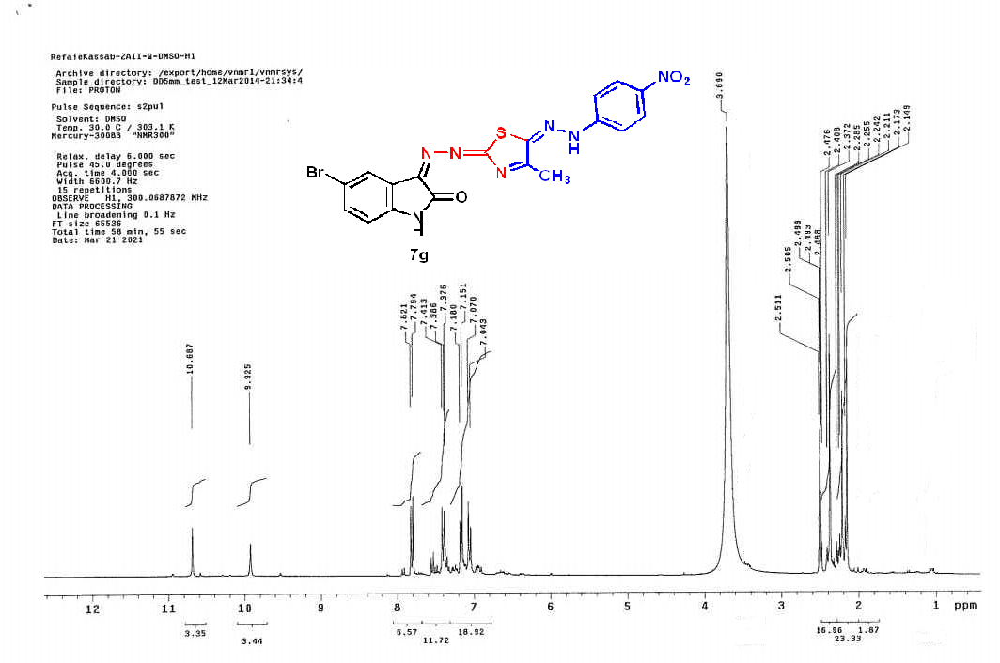 RefaieKassab-ZAII-9-DMSO-H1
Archive directory: /export/home/vnmr1/vnmrsys/
Sample directory: DD5mm_test_12Mar2014-21:34:4
File: PROTON
Pulse Sequence: s2pul
Solvent: DMSO
Temp. 30.0 C / 303.1 K
Mercury-300BB "NMR300"
Relax. delay 6.000 sec
Pulse 45.0 degrees
Acq. time 4.000 sec
Width 6600.7 Hz
15 repetitions
OBSERVE H1, 300.0687872 MHz
DATA PROCESSING
Line broadening 0.1 Hz
FT size 65536
Total time 58 min, 55 sec
Date: Mar 21 2021
NO2
S
N
N
H
N
N
N
CH3
Br
O
N
H
7g
10.687
9.925
7.821
7.794
7.413
7.386
7.376
7.180
7.151
7.070
7.043
3.690
2.511
2.505
2.499
2.493
2.488
2.476
2.408
2.372
2.285
2.255
2.242
2.211
2.173
2.149
12 11 10 9 8 7 6 5 4 3 2 1 ppm
3.35
3.44
6.57
11.72
18.92
16.96
23.33
1.87